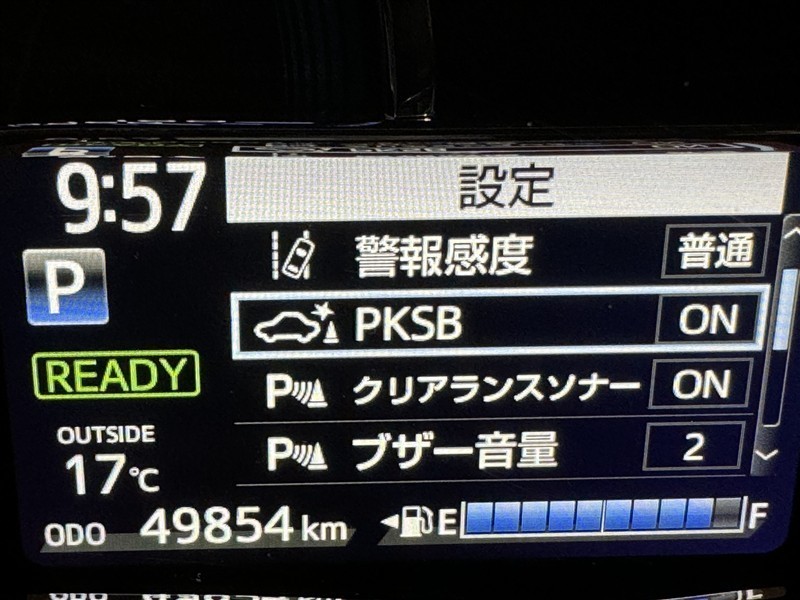 9:57
設定
警報感度 普通
P
PKSB ON
READY
クリアランスソナー ON
P
OUTSIDE
17℃
ブザー音量 2
P
ODO 49854 km
E F